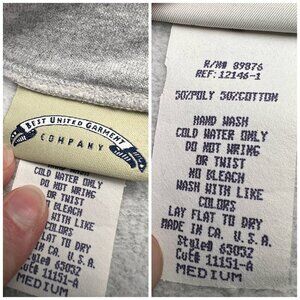 BEST UNITED GARMENT
COMPANY
COLD WATER ONLY
DO NOT WRING
OR TWIST
NO BLEACH
WASH WITH LIKE
COLORS
LAY FLAT TO DRY
MADE IN CA. U.S.A.
Style# 65032
Cut# 11151-A
MEDIUM
R/N# 89876
REF: 12146-1
50%POLY 50%COTTON
HAND WASH
COLD WATER ONLY
DO NOT WRING
OR TWIST
NO BLEACH
WASH WITH LIKE
COLORS
LAY FLAT TO DRY
MADE IN CA. U.S.A.
Style# 65032
Cut# 11151-A
MEDIUM